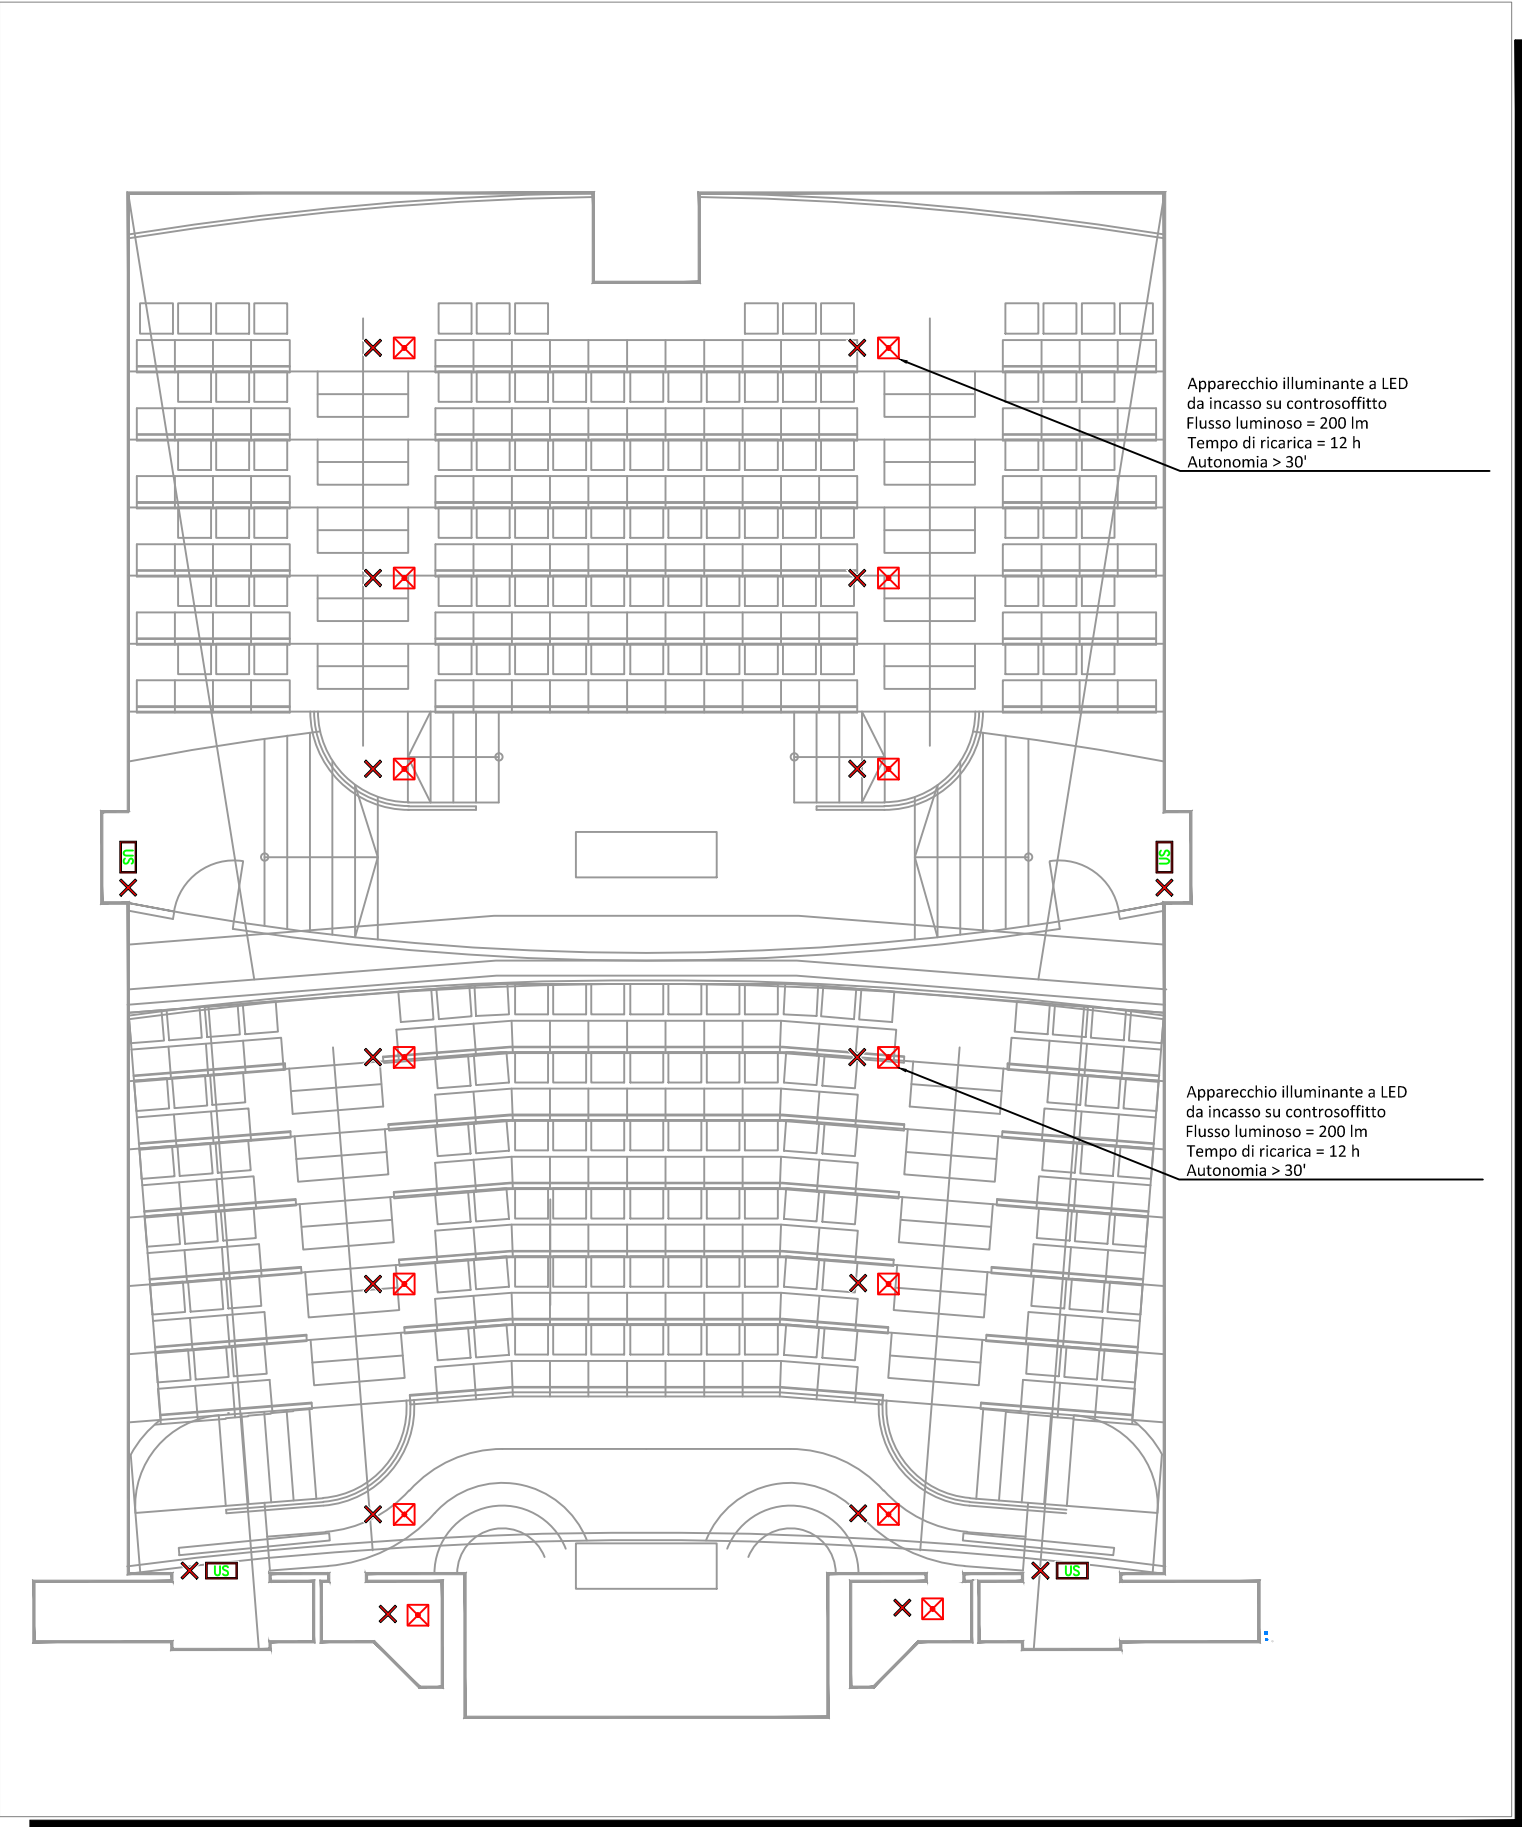 Apparecchio illuminante a LED
da incasso su controsoffitto
Flusso luminoso = 200 lm
Tempo di ricarica = 12 h
Autonomia > 30'
US
US
Apparecchio illuminante a LED
da incasso su controsoffitto
Flusso luminoso = 200 lm
Tempo di ricarica = 12 h
Autonomia > 30'
US
US